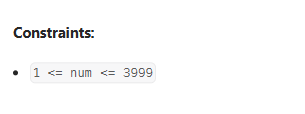 Constraints:
• 1 <= num <= 3999